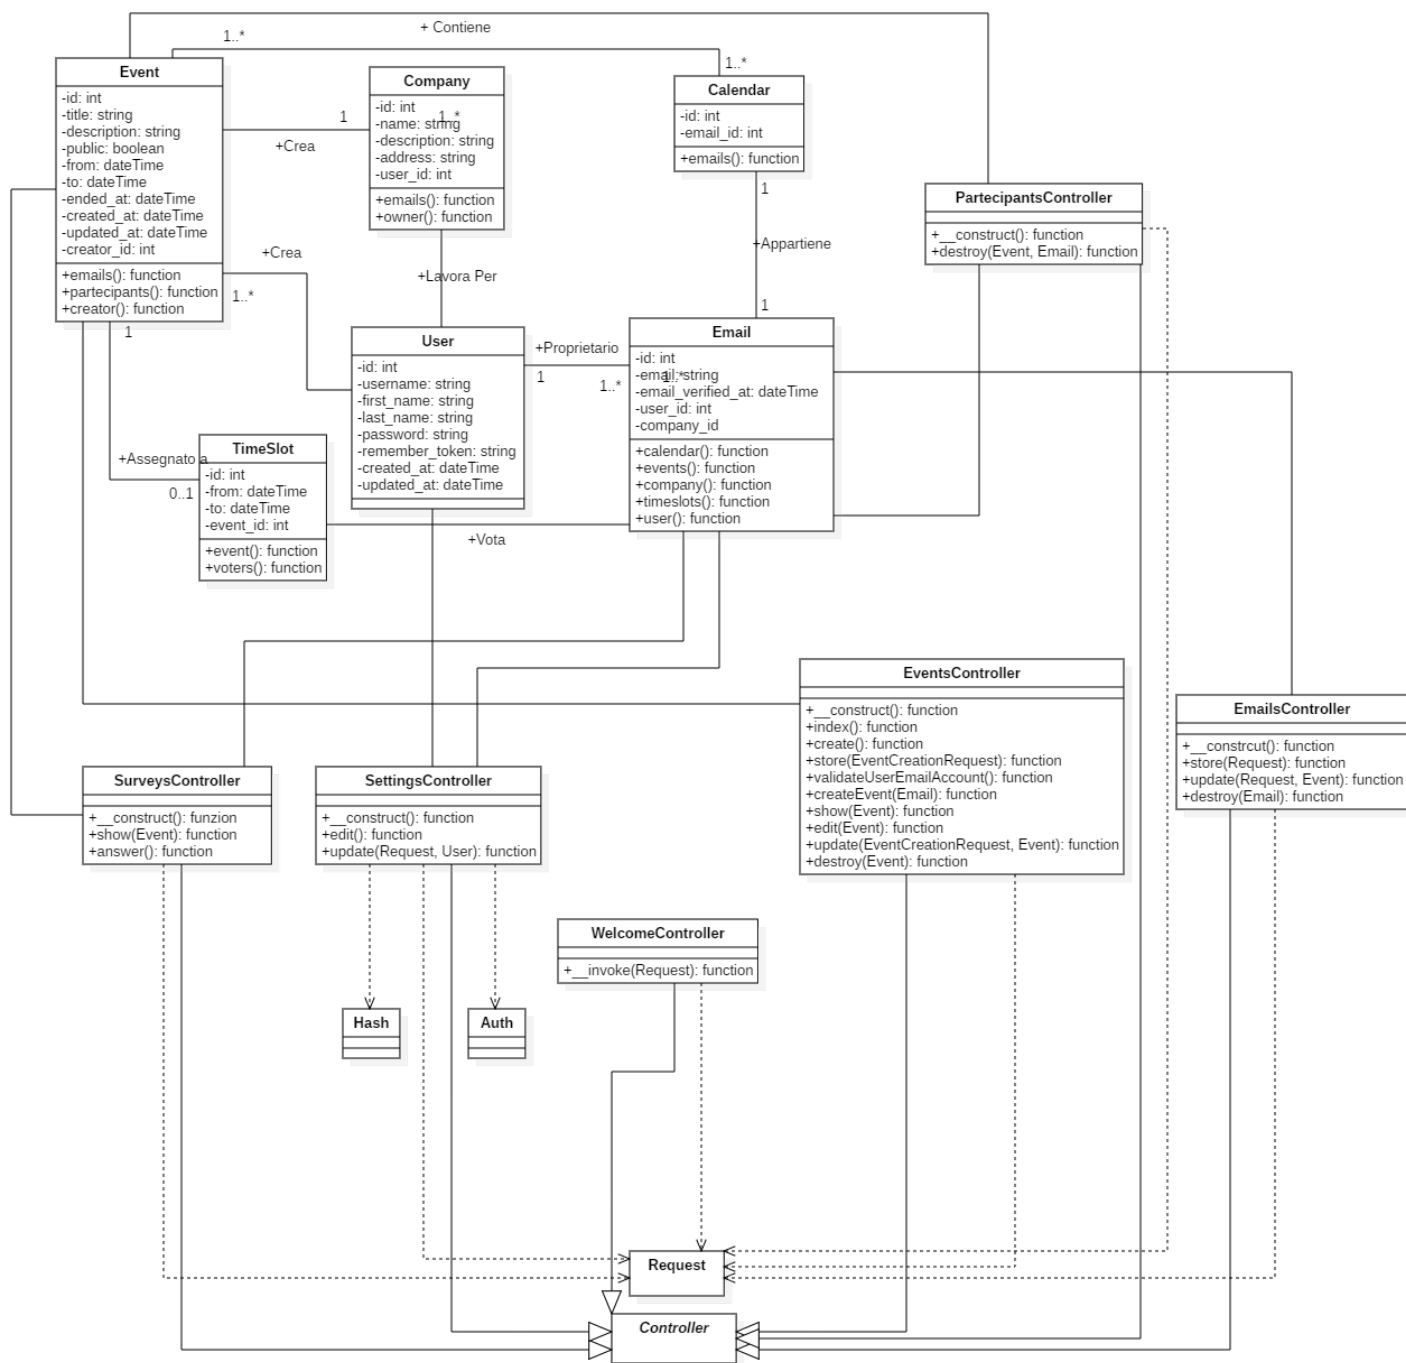 + Contiene
1..*
1..*
Event
-id: int
-title: string
-description: string
-public: boolean
-from: dateTime
-to: dateTime
-ended_at: dateTime
-created_at: dateTime
-updated_at: dateTime
-creator_id: int
+emails(): function
+partecipants(): function
+creator(): function
1
+Crea
Company
-id: int
-name: string
1..*
-description: string
-address: string
-user_id: int
+emails(): function
+owner(): function
Calendar
-id: int
-email_id: int
+emails(): function
1
+Appartiene
1
PartecipantsController
+__construct(): function
+destroy(Event, Email): function
+Crea
1..*
+Lavora Per
1
User
-id: int
-username: string
-first_name: string
-last_name: string
-password: string
-remember_token: string
-created_at: dateTime
-updated_at: dateTime
+Proprietario
1
1..*
Email
-id: int
-email: string
1..*
-email_verified_at: dateTime
-user_id: int
-company_id
+calendar(): function
+events(): function
+company(): function
+timeslots(): function
+user(): function
+Assegnato a
0..1
TimeSlot
-id: int
-from: dateTime
-to: dateTime
-event_id: int
+event(): function
+voters(): function
+Vota
EventsController
+__construct(): function
+index(): function
+create(): function
+store(EventCreationRequest): function
+validateUserEmailAccount(): function
+createEvent(Email): function
+show(Event): function
+edit(Event): function
+update(EventCreationRequest, Event): function
+destroy(Event): function
EmailsController
+__constrcut(): function
+store(Request): function
+update(Request, Event): function
+destroy(Email): function
SurveysController
+__construct(): funzion
+show(Event): function
+answer(): function
SettingsController
+__construct(): function
+edit(): function
+update(Request, User): function
WelcomeController
+__invoke(Request): function
Hash
Auth
Request
Controller